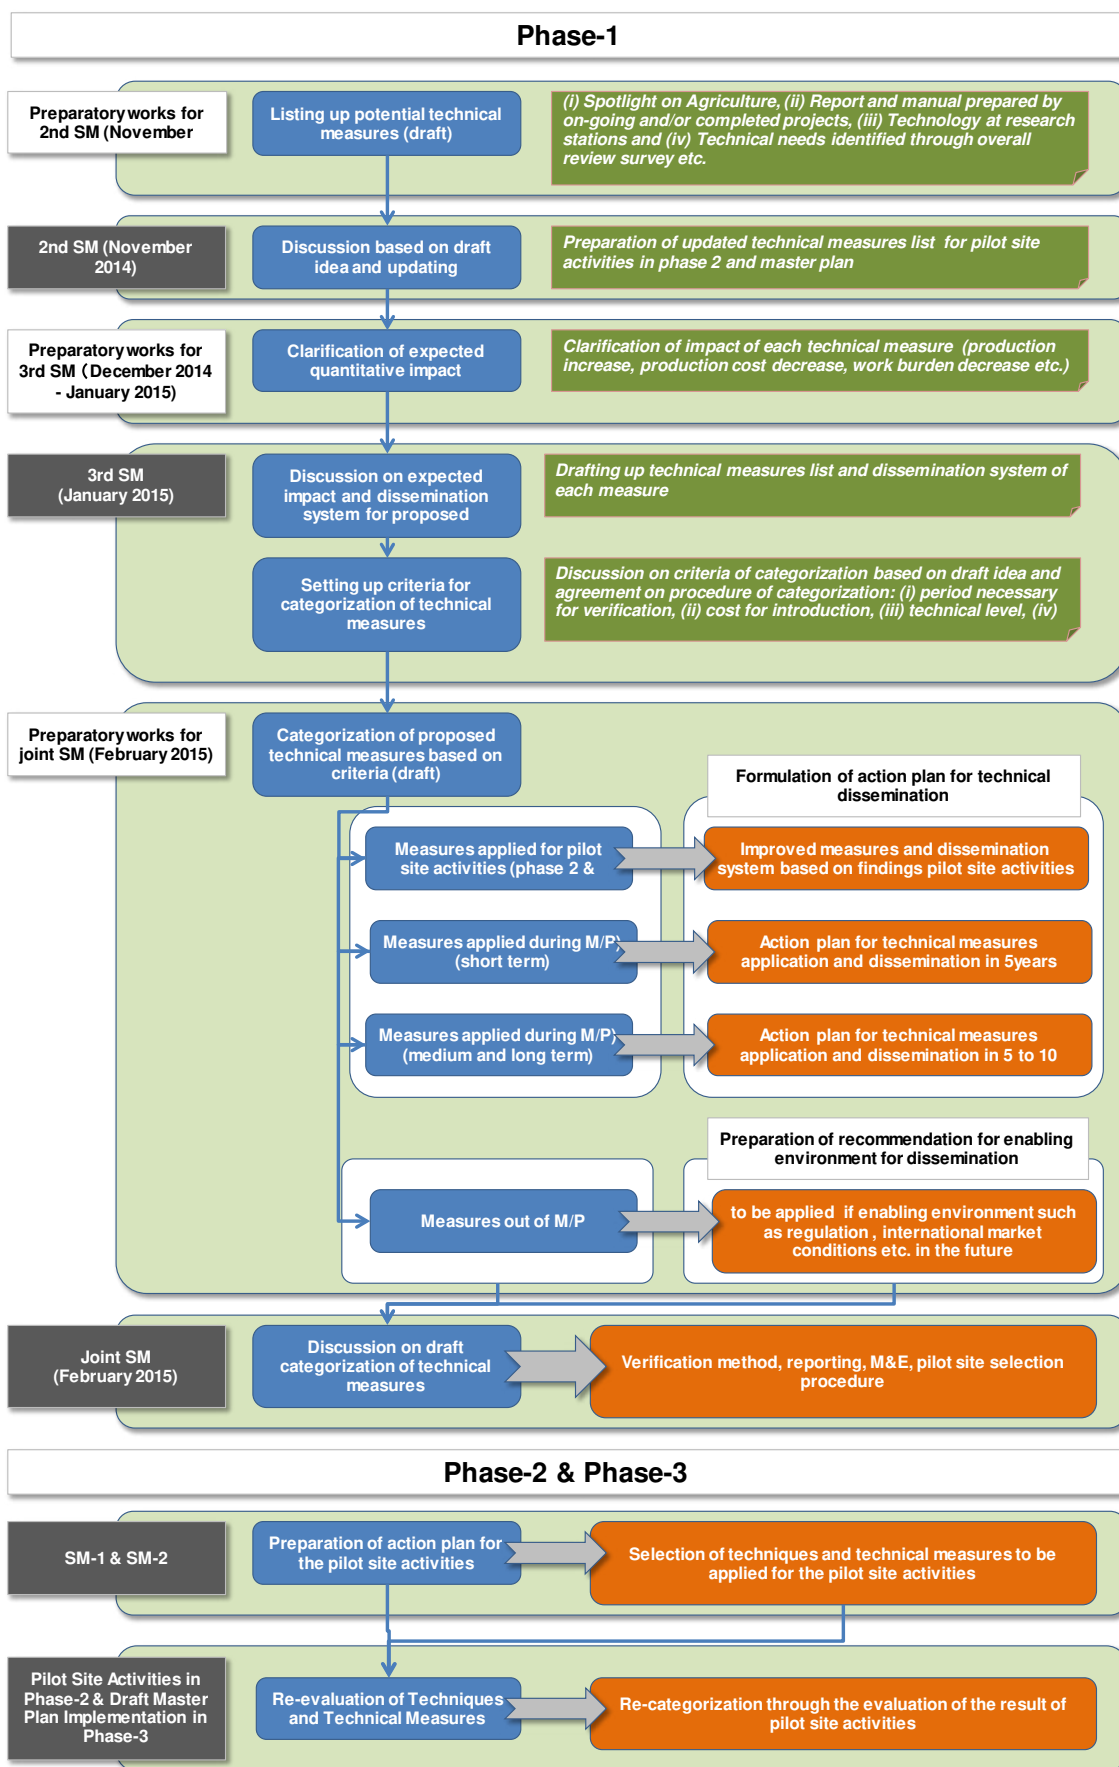 Phase-1
Preparatory works for
2nd SM (November
Listing up potential technical
measures (draft)
(i) Spotlight on Agriculture, (ii) Report and manual prepared by
on-going and/or completed projects, (iii) Technology at research
stations and (iv) Technical needs identified through overall
review survey etc.
2nd SM (November
2014)
Discussion based on draft
idea and updating
Preparation of updated technical measures list for pilot site
activities in phase 2 and master plan
Preparatory works for
3rd SM (December 2014
- January 2015)
Clarification of expected
quantitative impact
Clarification of impact of each technical measure (production
increase, production cost decrease, work burden decrease etc.)
3rd SM
(January 2015)
Discussion on expected
impact and dissemination
system for proposed
Drafting up technical measures list and dissemination system of
each measure
Setting up criteria for
categorization of technical
measures
Discussion on criteria of categorization based on draft idea and
agreement on procedure of categorization: (i) period necessary
for verification, (ii) cost for introduction, (iii) technical level, (iv)
Preparatory works for
joint SM (February 2015)
Categorization of proposed
technical measures based on
criteria (draft)
Formulation of action plan for technical
dissemination
Measures applied for pilot
site activities (phase 2 &
Improved measures and dissemination
system based on findings pilot site activities
Measures applied during M/P)
(short term)
Action plan for technical measures
application and dissemination in 5years
Measures applied during M/P)
(medium and long term)
Action plan for technical measures
application and dissemination in 5 to 10
Preparation of recommendation for enabling
environment for dissemination
Measures out of M/P
to be applied if enabling environment such
as regulation , international market
conditions etc. in the future
Joint SM
(February 2015)
Discussion on draft
categorization of technical
measures
Verification method, reporting, M&E, pilot site selection
procedure
Phase-2 & Phase-3
SM-1 & SM-2
Preparation of action plan for
the pilot site activities
Selection of techniques and technical measures to be
applied for the pilot site activities
Pilot Site Activities in
Phase-2 & Draft Master
Plan Implementation in
Phase-3
Re-evaluation of Techniques
and Technical Measures
Re-categorization through the evaluation of the result of
pilot site activities